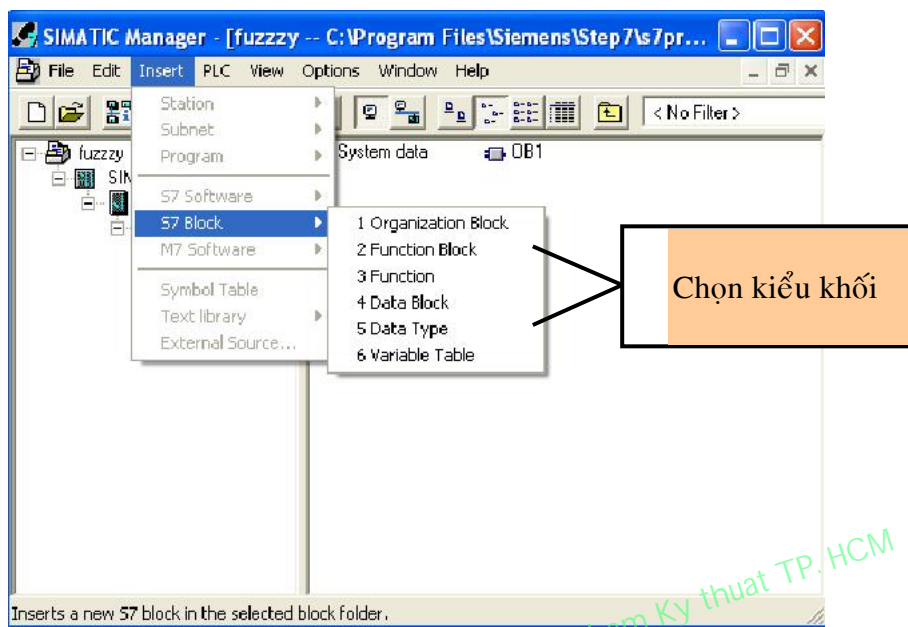 SIMATIC Manager - [fuzzzy -- C:\Program Files\Siemens\Step7\s7pr...
File Edit Insert PLC View Options Window Help
< No Filter >
fuzzzy
SIM
Station
Subnet
Program
S7 Software
S7 Block
M7 Software
Symbol Table
Text library
External Source...
System data
OB1
1 Organization Block
2 Function Block
3 Function
4 Data Block
5 Data Type
6 Variable Table
Chọn kiểu khối
Inserts a new S7 block in the selected block folder.
Ky thuat TP. HCM